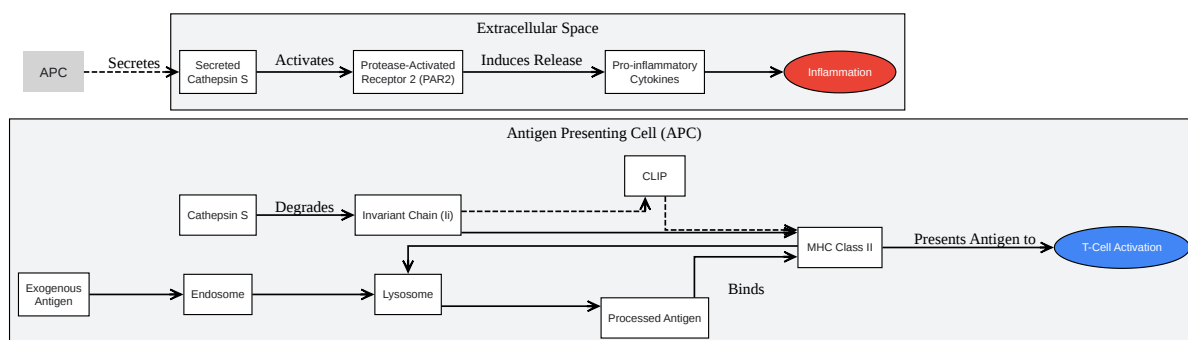 Extracellular Space
APC
Secretes
Secreted
Cathepsin S
Activates
Protease-Activated
Receptor 2 (PAR2)
Induces Release
Pro-inflammatory
Cytokines
Inflammation
Antigen Presenting Cell (APC)
CLIP
Cathepsin S
Degrades
Invariant Chain (Ii)
MHC Class II
Presents Antigen to
T-Cell Activation
Exogenous
Antigen
Endosome
Lysosome
Processed Antigen
Binds